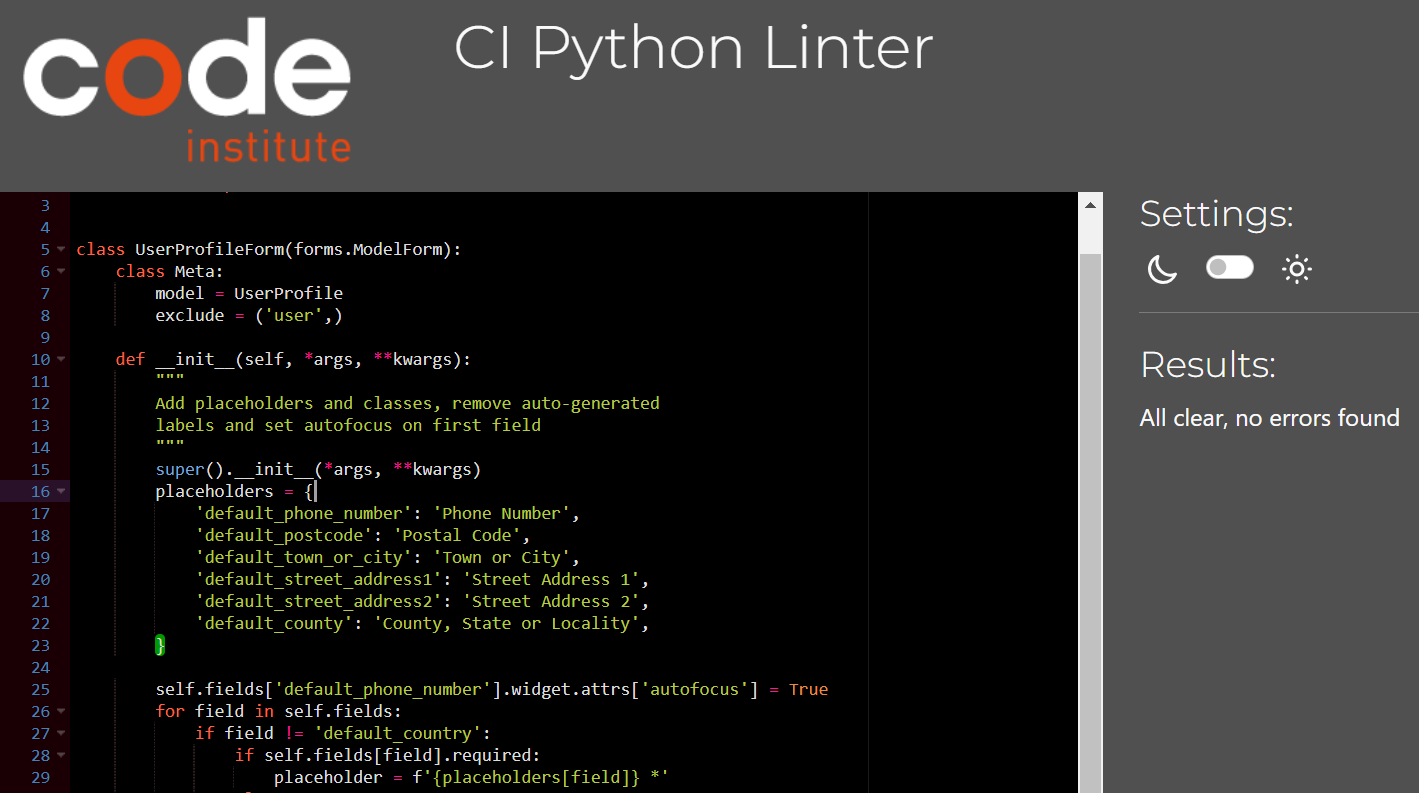 code
institute
CI Python Linter
3
4
5 class UserProfileForm(forms.ModelForm):
6     class Meta:
7         model = UserProfile
8         exclude = ('user',)
9
10     def __init__(self, *args, **kwargs):
11         """
12         Add placeholders and classes, remove auto-generated
13         labels and set autofocus on first field
14         """
15         super().__init__(*args, **kwargs)
16         placeholders = {
17             'default_phone_number': 'Phone Number',
18             'default_postcode': 'Postal Code',
19             'default_town_or_city': 'Town or City',
20             'default_street_address1': 'Street Address 1',
21             'default_street_address2': 'Street Address 2',
22             'default_county': 'County, State or Locality',
23         }
24
25         self.fields['default_phone_number'].widget.attrs['autofocus'] = True
26         for field in self.fields:
27             if field != 'default_country':
28                 if self.fields[field].required:
29                     placeholder = f'{placeholders[field]} *'
Settings:
Results:
All clear, no errors found